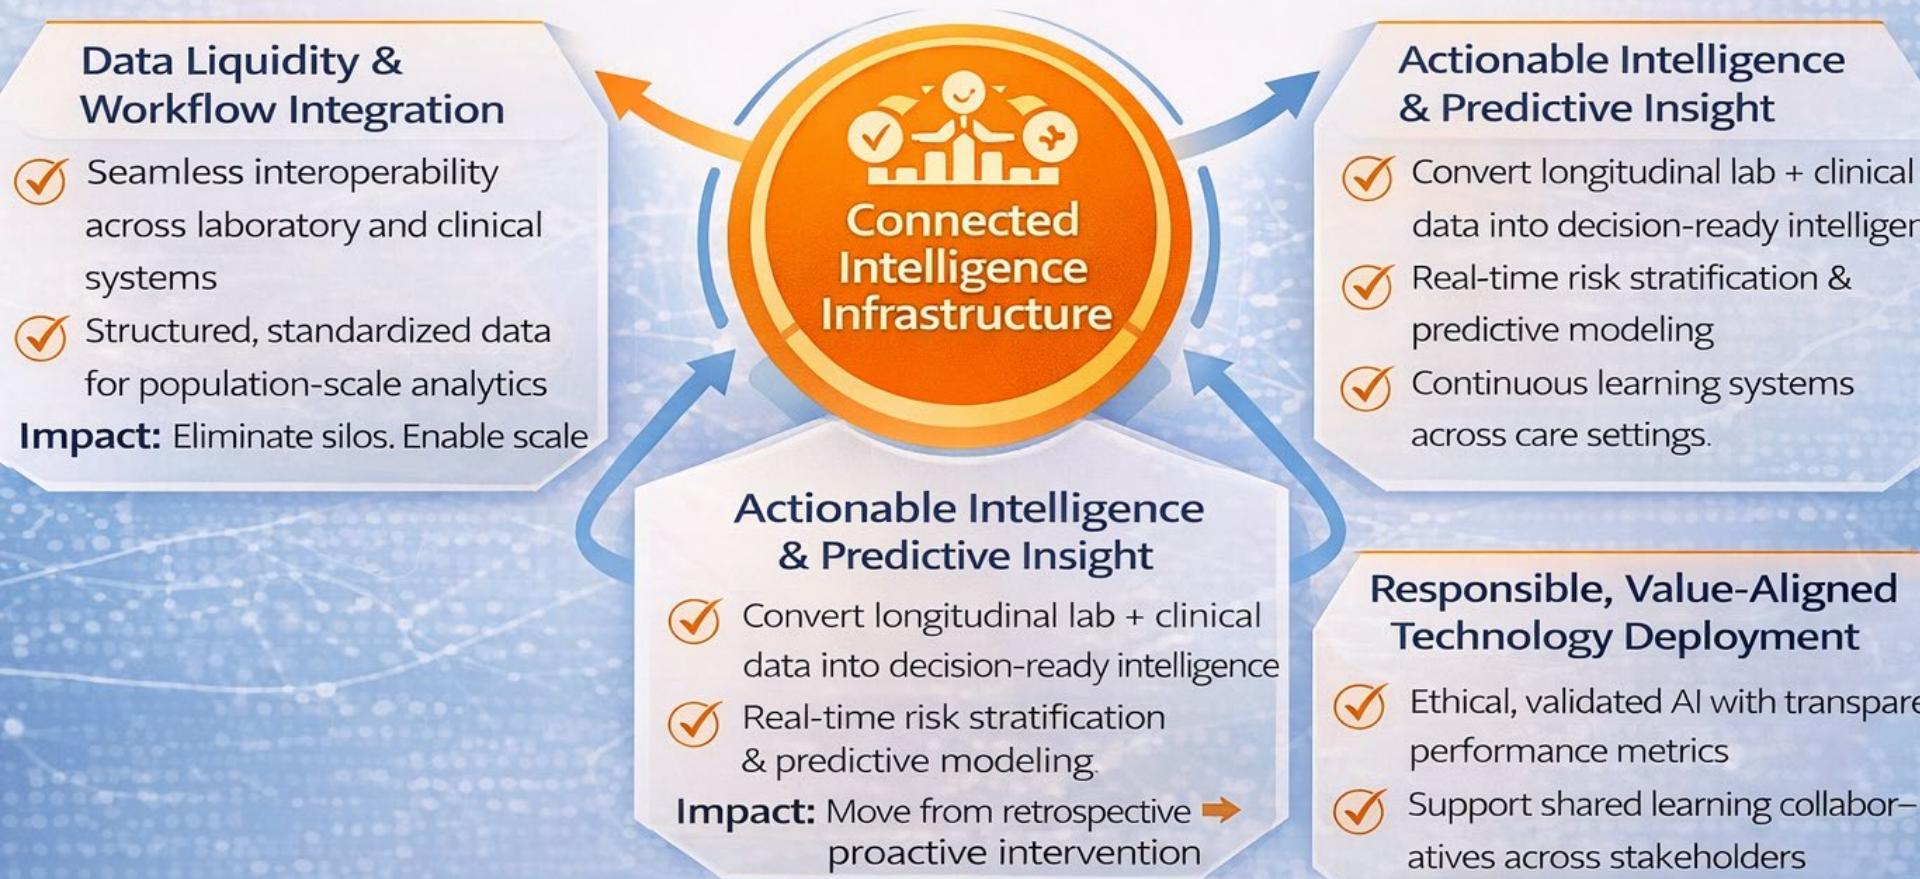 Data Liquidity &
Workflow Integration
Seamless interoperability
across laboratory and clinical
systems
Structured, standardized data
for population-scale analytics
Impact: Eliminate silos. Enable scale
Connected
Intelligence
Infrastructure
Actionable Intelligence
& Predictive Insight
Convert longitudinal lab + clinical
data into decision-ready intelligen
Real-time risk stratification &
predictive modeling
Continuous learning systems
across care settings.
Actionable Intelligence
& Predictive Insight
Convert longitudinal lab + clinical
data into decision-ready intelligence
Real-time risk stratification
& predictive modeling.
Impact: Move from retrospective ➡
proactive intervention
Responsible, Value-Aligned
Technology Deployment
Ethical, validated AI with transpare
performance metrics
Support shared learning collabor–
atives across stakeholders